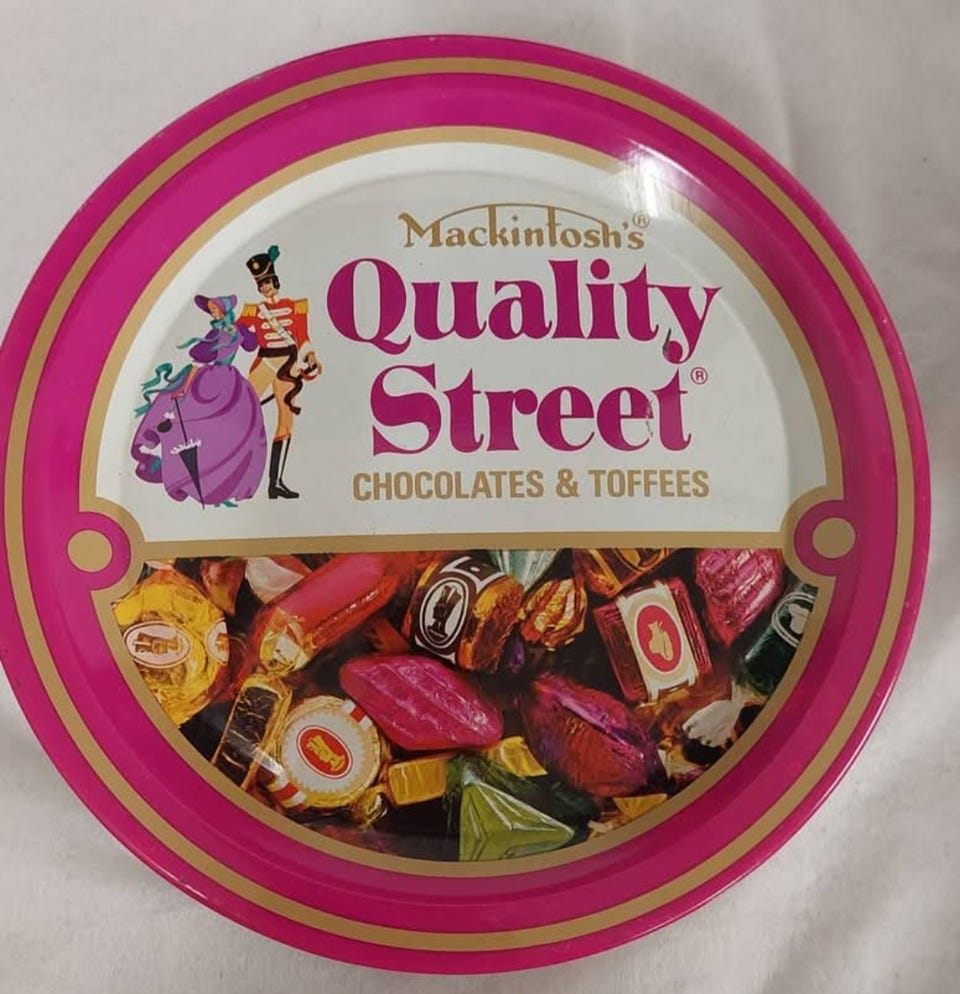 Mackintosh's®
Quality
Street®
CHOCOLATES & TOFFEES